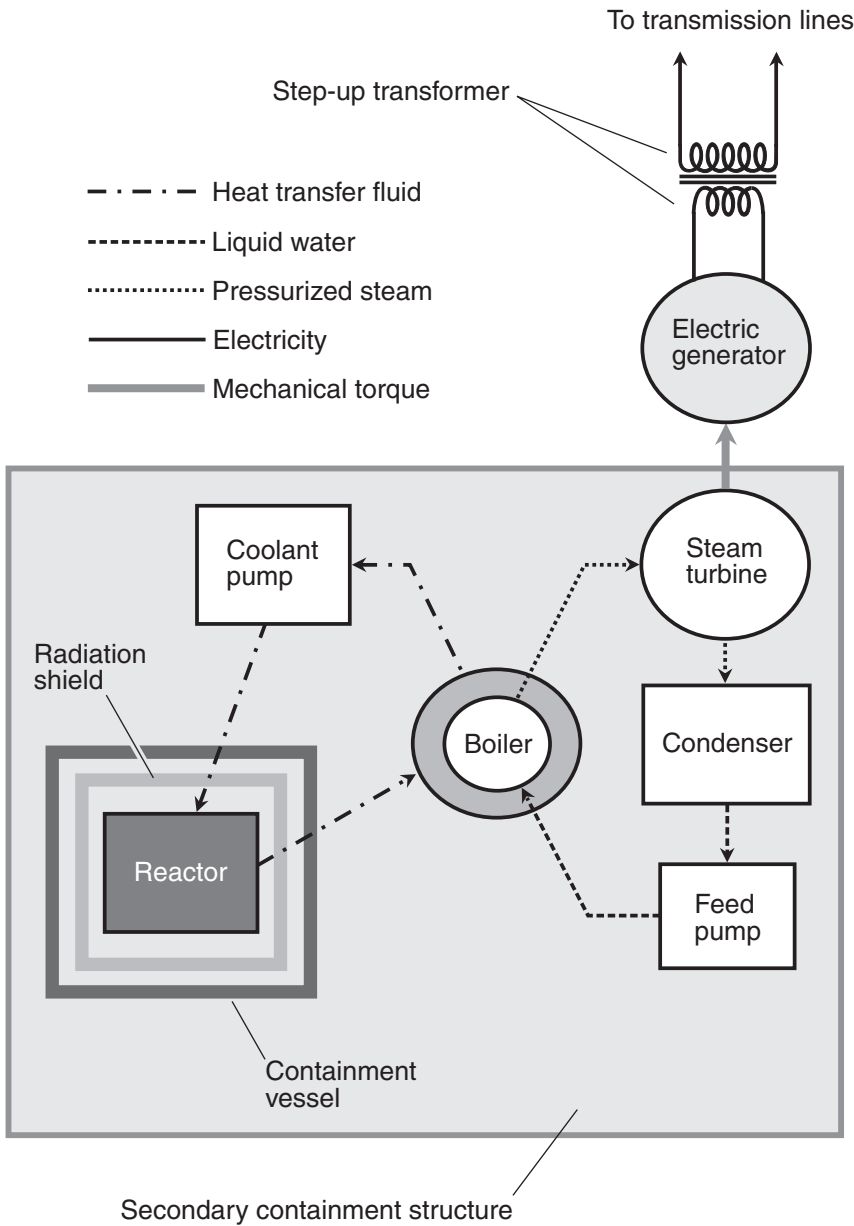 To transmission lines
Step-up transformer
Heat transfer fluid
Liquid water
Pressurized steam
Electricity
Mechanical torque
Electric
generator
Coolant
pump
Steam
turbine
Radiation
shield
Boiler
Condenser
Reactor
Feed
pump
Containment
vessel
Secondary containment structure